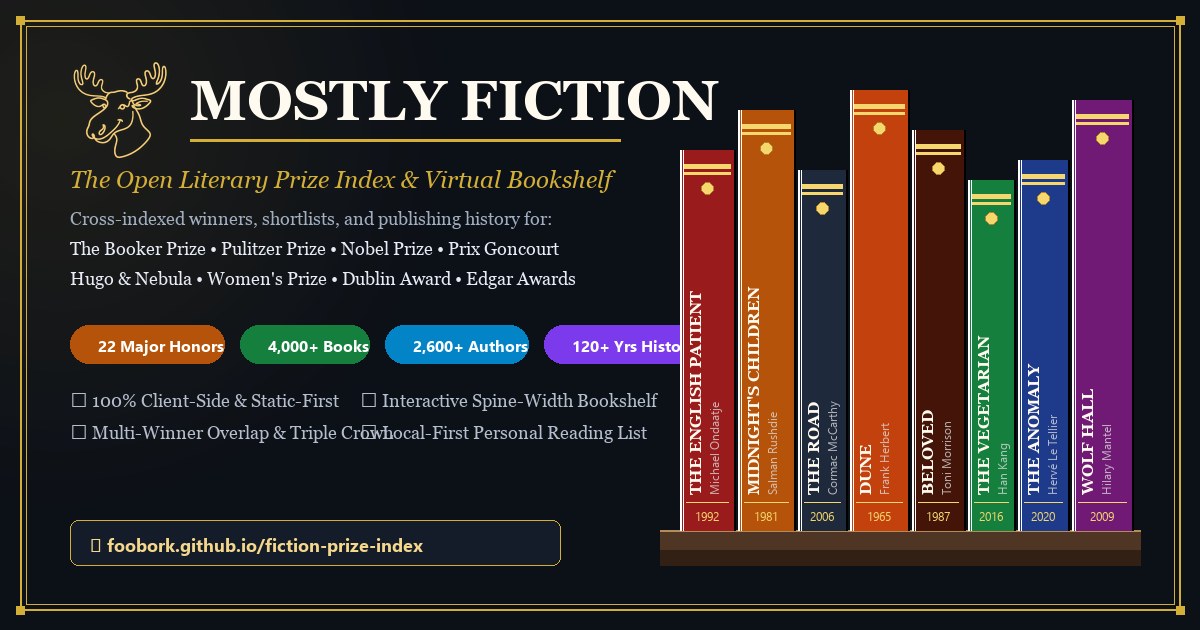 MOSTLY FICTION
The Open Literary Prize Index & Virtual Bookshelf
Cross-indexed winners, shortlists, and publishing history for:
The Booker Prize • Pulitzer Prize • Nobel Prize • Prix Goncourt
Hugo & Nebula • Women's Prize • Dublin Award • Edgar Awards
22 Major Honors
4,000+ Books
2,600+ Authors
120+ Yrs Histo
☐ 100% Client-Side & Static-First
☐ Interactive Spine-Width Bookshelf
☐ Multi-Winner Overlap & Triple Crown
☐ Local-First Personal Reading List
foobork.github.io/fiction-prize-index
THE ENGLISH PATIENT
Michael Ondaatje
1992
MIDNIGHT'S CHILDREN
Salman Rushdie
1981
THE ROAD
Cormac McCarthy
2006
DUNE
Frank Herbert
1965
BELOVED
Toni Morrison
1987
THE VEGETARIAN
Han Kang
2016
THE ANOMALY
Hervé Le Tellier
2020
WOLF HALL
Hilary Mantel
2009